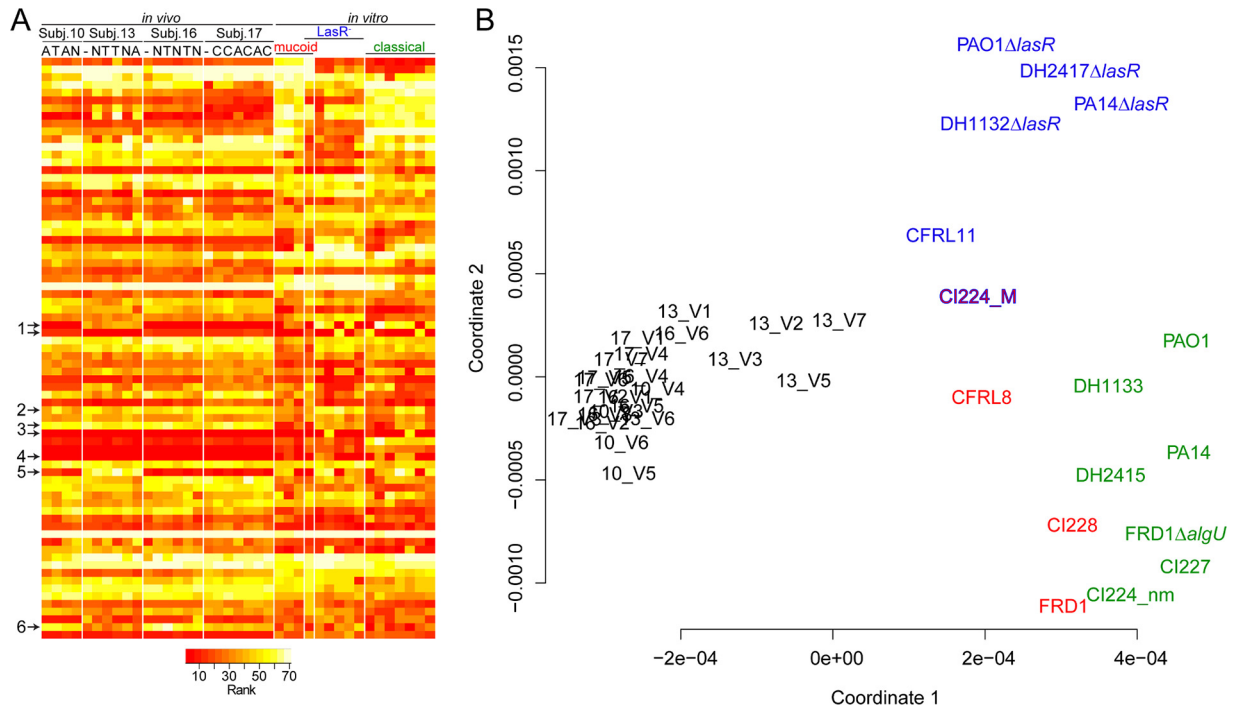 A
in vivo
in vitro
Subj.10 Subj.13 Subj.16 Subj.17
LasR-
mucoid
classical
ATAN -NTTNA -NTNTN -CCACAC
1
2
3
4
5
6
10 30 50 70
Rank
B
Coordinate 2
0.0015
0.0010
0.0005
0.000
−0.0005
−0.0010
PAO1ΔlasR
DH2417ΔlasR
PA14ΔlasR
DH1132ΔlasR
CFRL11
CI224_M
13_V1
16_V6
13_V2
13_V7
17_V1
17_V4
13_V3
13_V5
10_V4
10_V6
10_V5
PAO1
DH1133
CFRL8
PA14
DH2415
CI228
FRD1ΔalgU
CI227
CI224_nm
FRD1
−2e−04 0e+00 2e−04 4e−04
Coordinate 1